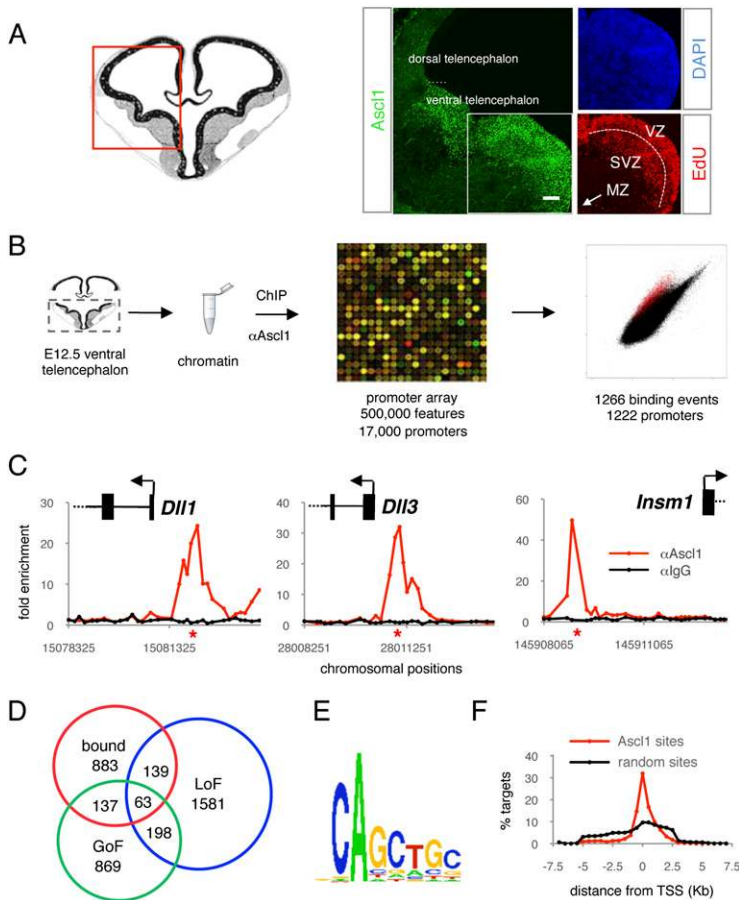 A
Ascl1
dorsal telencephalon
ventral telencephalon
DAPI
VZ
SVZ
MZ
EdU
B
E12.5 ventral
telencephalon
chromatin
ChIP
αAscl1
promoter array
500,000 features
17,000 promoters
1266 binding events
1222 promoters
C
fold enrichment
30
20
10
0
Dll1
15078325
15081325
*
40
30
20
10
0
Dll3
28008251
28011251
*
60
40
20
0
Insm1
αAscl1
αIgG
145908065
145911065
*
chromosomal positions
D
bound
883
139
LoF
1581
137
63
198
GoF
869
E
CAGCTGC
F
Ascl1 sites
random sites
% targets
40
30
20
10
0
-7.5
-5
-2.5
0
2.5
5
7.5
distance from TSS (Kb)